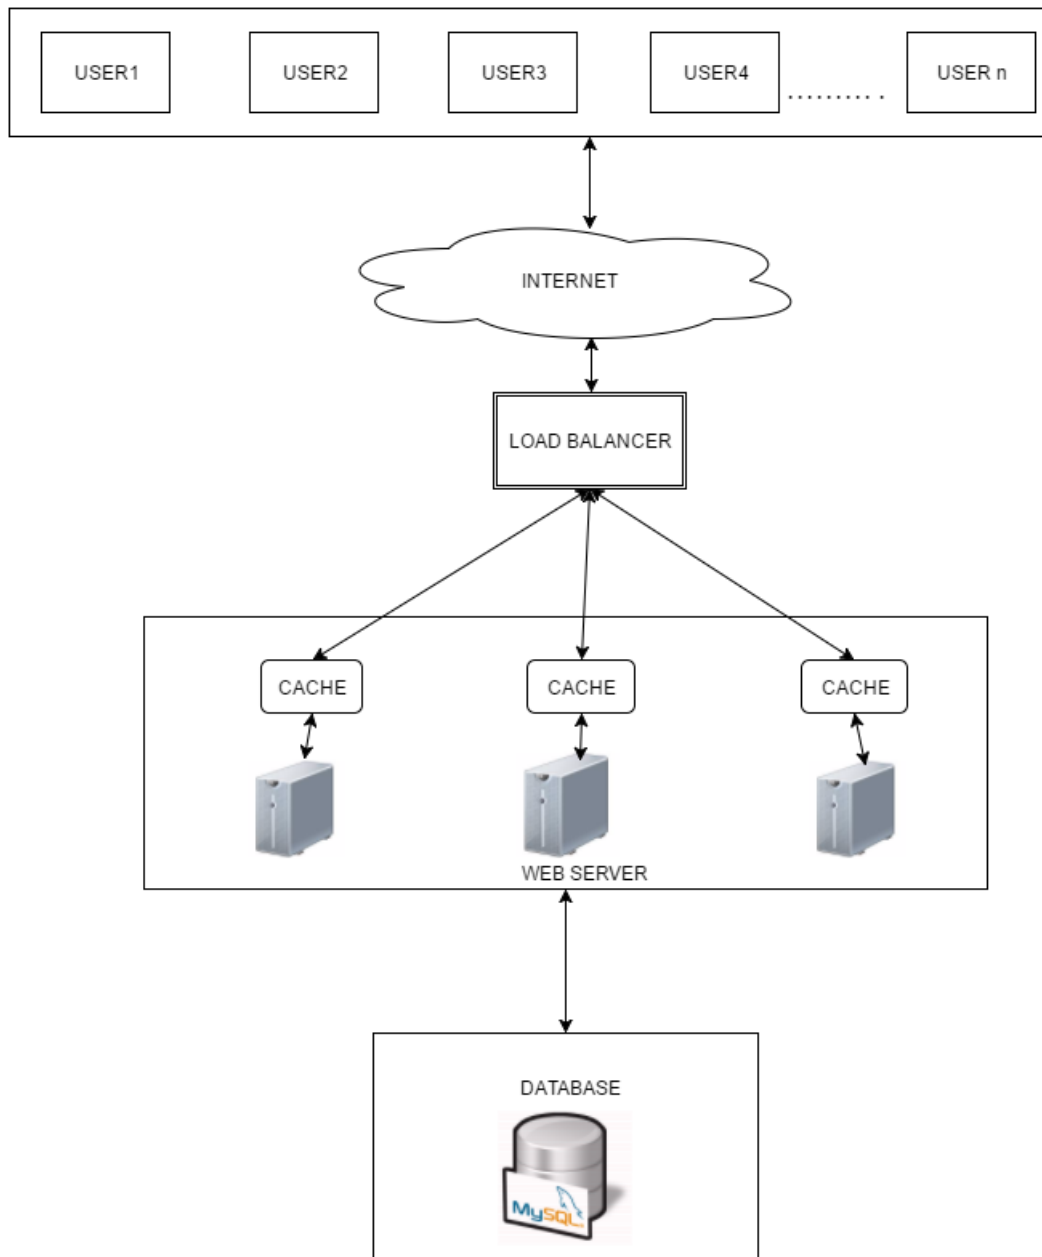 USER1
USER2
USER3
USER4
......... .
USER n
INTERNET
LOAD BALANCER
CACHE
CACHE
CACHE
WEB SERVER
DATABASE
MySQL